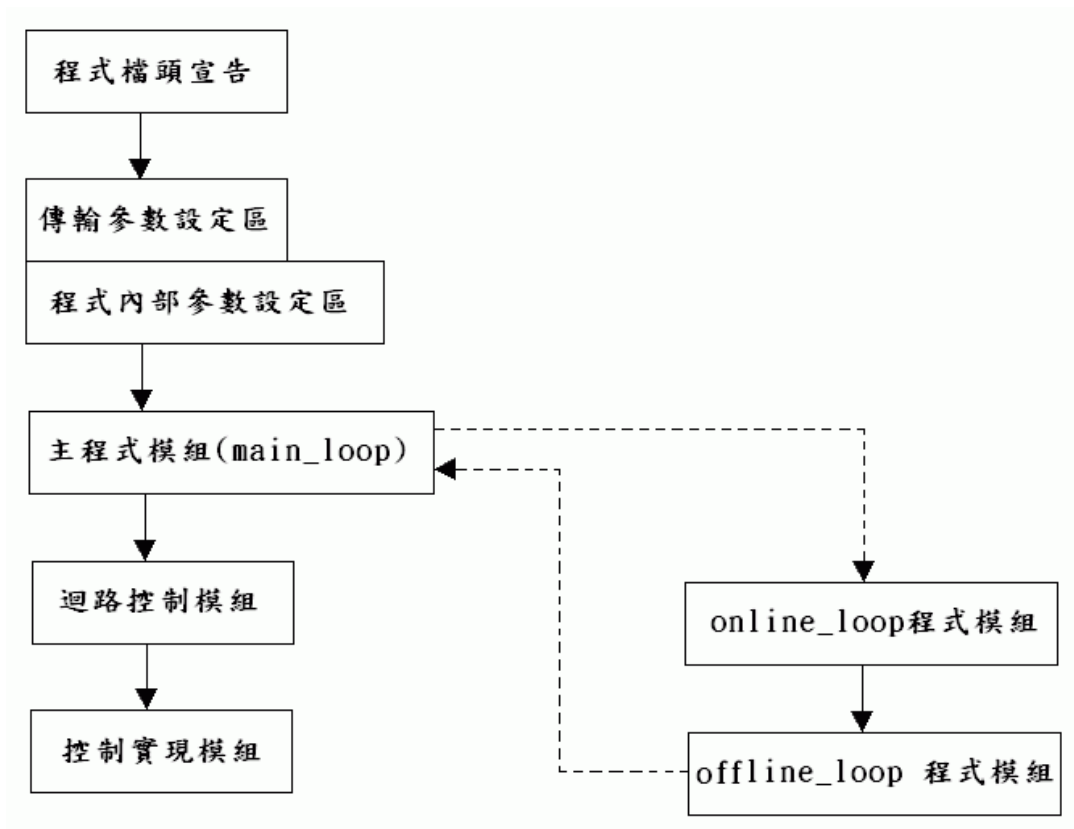 程式檔頭宣告
傳輸參數設定區
程式內部參數設定區
主程式模組(main_loop)
迴路控制模組
控制實現模組
online_loop程式模組
offline_loop 程式模組